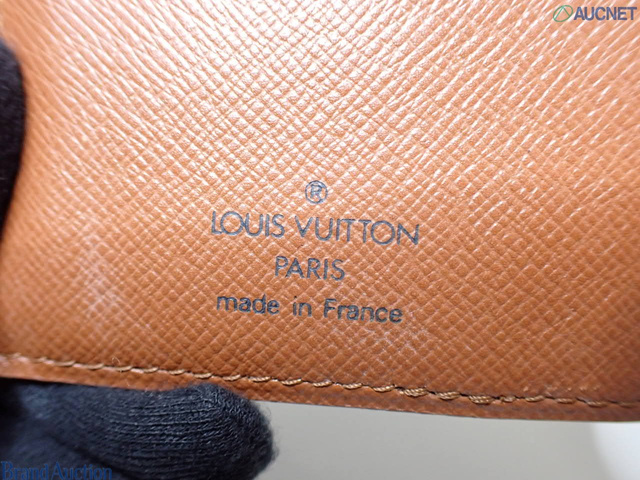 AUCNET
®
LOUIS VUITTON
PARIS
made in France
Brand Auction